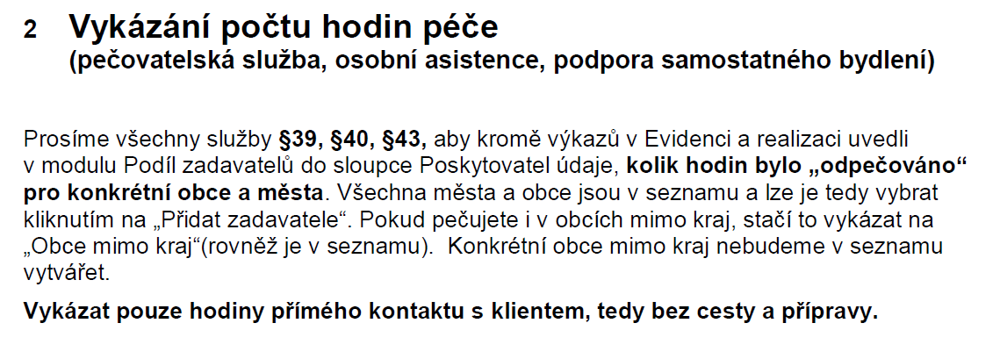 2 Vykázání počtu hodin péče
(pečovatelská služba, osobní asistence, podpora samostatného bydlení)
Prosíme všechny služby §39, §40, §43, aby kromě výkazů v Evidenci a realizaci uvedli
v modulu Podíl zadavatelů do sloupce Poskytovatel údaje, kolik hodin bylo „odpečováno“
pro konkrétní obce a města. Všechna města a obce jsou v seznamu a lze je tedy vybrat
kliknutím na „Přidat zadavatele“. Pokud pečujete i v obcích mimo kraj, stačí to vykázat na
„Obce mimo kraj“(rovněž je v seznamu). Konkrétní obce mimo kraj nebudeme v seznamu
vytvářet.
Vykázat pouze hodiny přímého kontaktu s klientem, tedy bez cesty a přípravy.